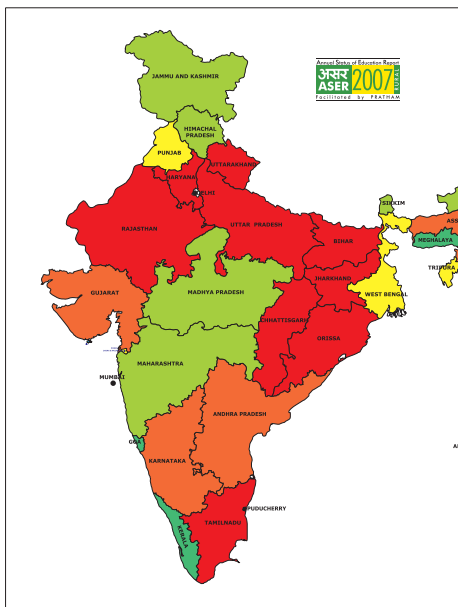 Annual Status of Education Report
असर
ASER
2007
RURAL
Facilitated by PRATHAM
JAMMU AND KASHMIR
HIMACHAL
PRADESH
PUNJAB
UTTARAKHAND
HARYANA
DELHI
RAJASTHAN
UTTAR PRADESH
BIHAR
SIKKIM
ASS
MEGHALAYA
TRIPURA
JHARKHAND
WEST BENGAL
GUJARAT
MADHYA PRADESH
CHHATTISGARH
ORISSA
MAHARASHTRA
MUMBAI
ANDHRA PRADESH
GOA
KARNATAKA
PUDUCHERRY
TAMILNADU
KERALA